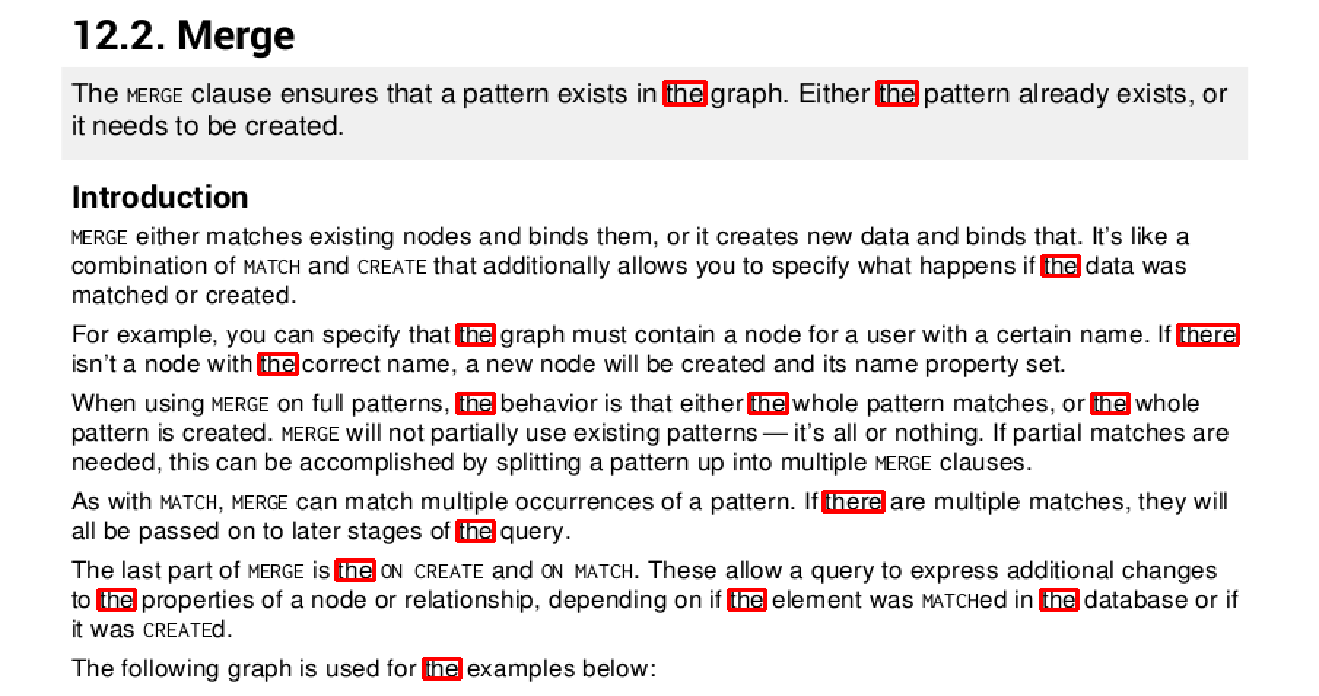 12.2. Merge
The MERGE clause ensures that a pattern exists in the graph. Either the pattern already exists, or
it needs to be created.
Introduction
MERGE either matches existing nodes and binds them, or it creates new data and binds that. It’s like a
combination of MATCH and CREATE that additionally allows you to specify what happens if the data was
matched or created.
For example, you can specify that the graph must contain a node for a user with a certain name. If there
isn’t a node with the correct name, a new node will be created and its name property set.
When using MERGE on full patterns, the behavior is that either the whole pattern matches, or the whole
pattern is created. MERGE will not partially use existing patterns — it’s all or nothing. If partial matches are
needed, this can be accomplished by splitting a pattern up into multiple MERGE clauses.
As with MATCH, MERGE can match multiple occurrences of a pattern. If there are multiple matches, they will
all be passed on to later stages of the query.
The last part of MERGE is the ON CREATE and ON MATCH. These allow a query to express additional changes
to the properties of a node or relationship, depending on if the element was MATCHed in the database or if
it was CREATEd.
The following graph is used for the examples below: